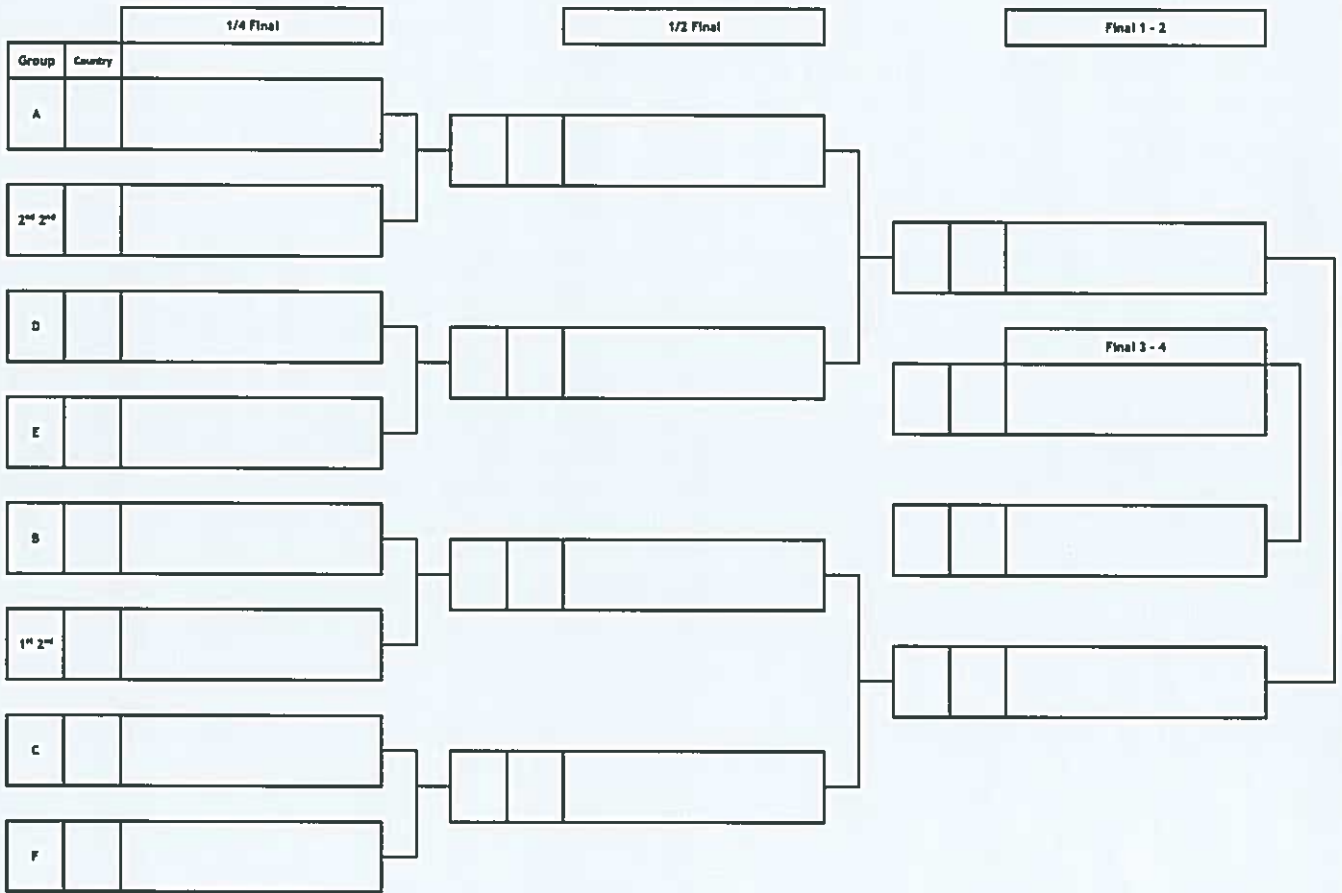 1/4 Final
1/2 Final
Final 1 - 2
Group Country
A
2nd 2nd
D
Final 3 - 4
E
B
1st 2nd
C
F